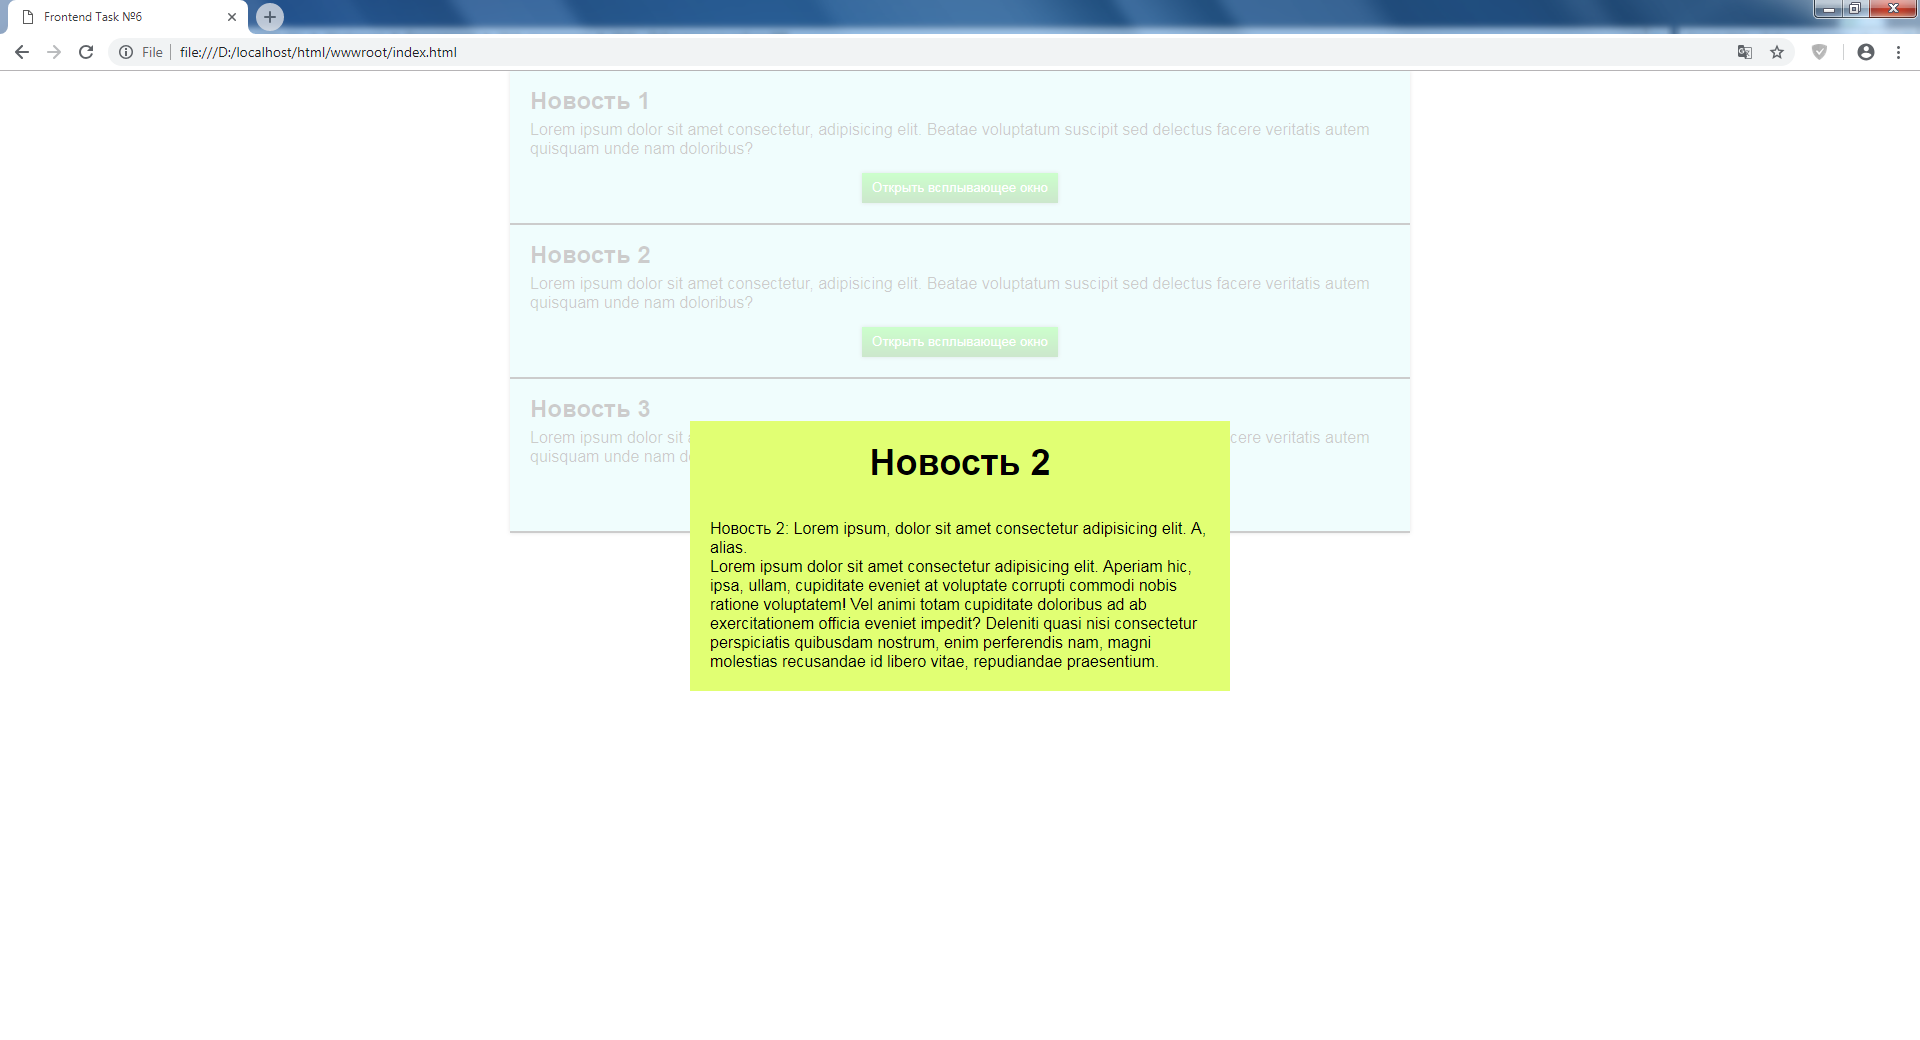 Frontend Task №6
File file:///D:/localhost/html/wwwroot/index.html
Новость 1
Lorem ipsum dolor sit amet consectetur, adipisicing elit. Beatae voluptatum suscipit sed delectus facere veritatis autem
quisquam unde nam doloribus?
Открыть всплывающее окно
Новость 2
Lorem ipsum dolor sit amet consectetur, adipisicing elit. Beatae voluptatum suscipit sed delectus facere veritatis autem
quisquam unde nam doloribus?
Открыть всплывающее окно
Новость 3
Lorem ipsum dolor sit
cere veritatis autem
quisquam unde nam
Новость 2
Новость 2: Lorem ipsum, dolor sit amet consectetur adipisicing elit. A,
alias.
Lorem ipsum dolor sit amet consectetur adipisicing elit. Aperiam hic,
ipsa, ullam, cupiditate eveniet at voluptate corrupti commodi nobis
ratione voluptatem! Vel animi totam cupiditate doloribus ad ab
exercitationem officia eveniet impedit? Deleniti quasi nisi consectetur
perspiciatis quibusdam nostrum, enim perferendis nam, magni
molestias recusandae id libero vitae, repudiandae praesentium.